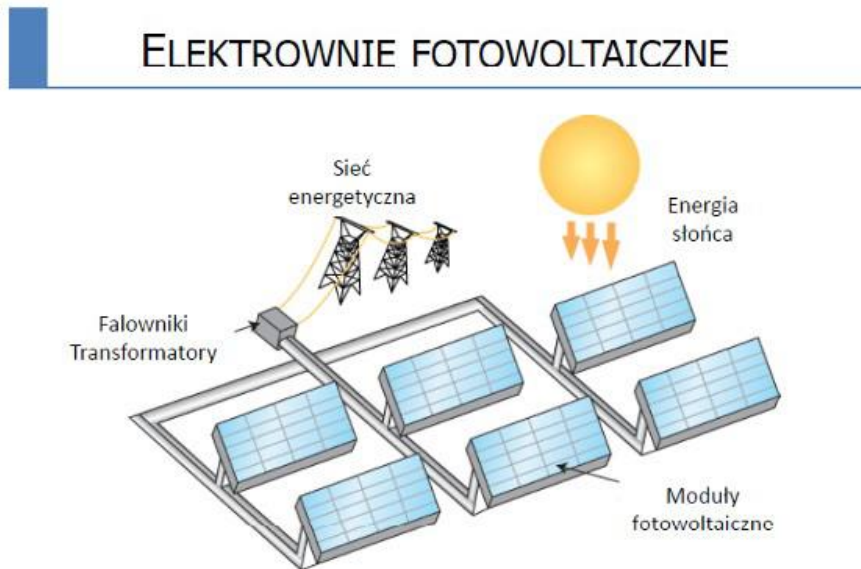 ELEKTROWNIE FOTOWOLTAICZNE
Sieć
energetyczna
Energia
słońca
Falowniki
Transformatory
Moduły
fotowoltaiczne